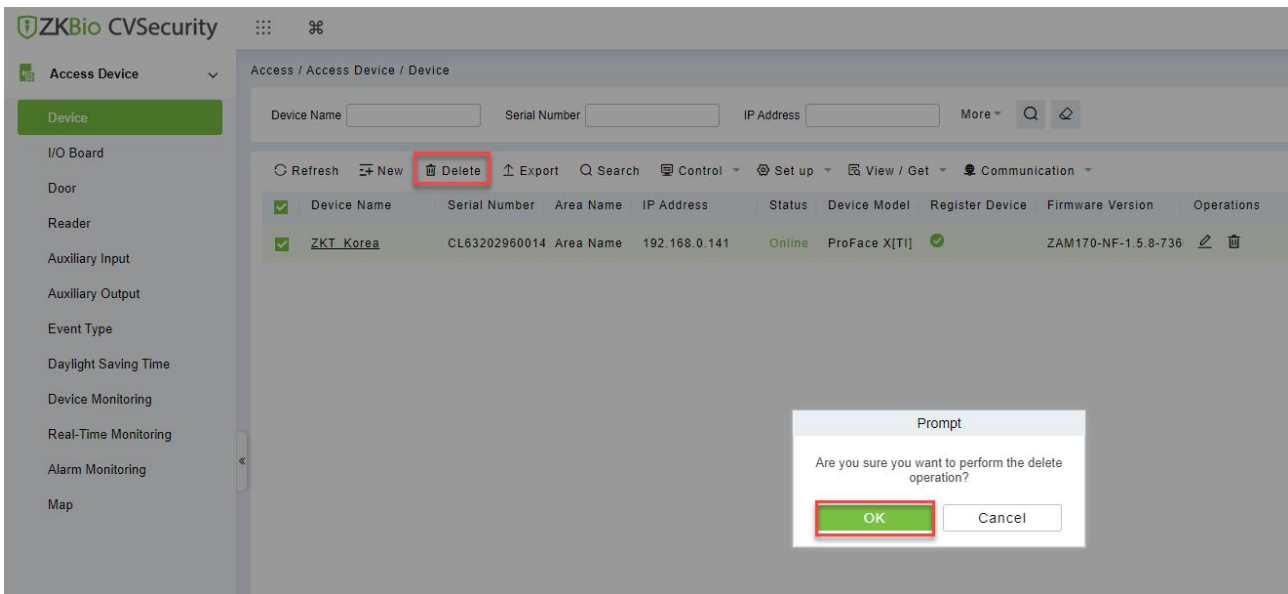 ZKBio CVSecurity
Access Device
Access / Access Device / Device
Device
I/O Board
Door
Reader
Auxiliary Input
Auxiliary Output
Event Type
Daylight Saving Time
Device Monitoring
Real-Time Monitoring
Alarm Monitoring
Map
Device Name Serial Number IP Address More
Refresh New Delete Export Search Control Set up View / Get Communication
Device Name Serial Number Area Name IP Address Status Device Model Register Device Firmware Version Operations
ZKT Korea CL63202960014 Area Name 192.168.0.141 Online ProFace X[TI] ZAM170-NF-1.5.8-736
Prompt
Are you sure you want to perform the delete
operation?
OK Cancel